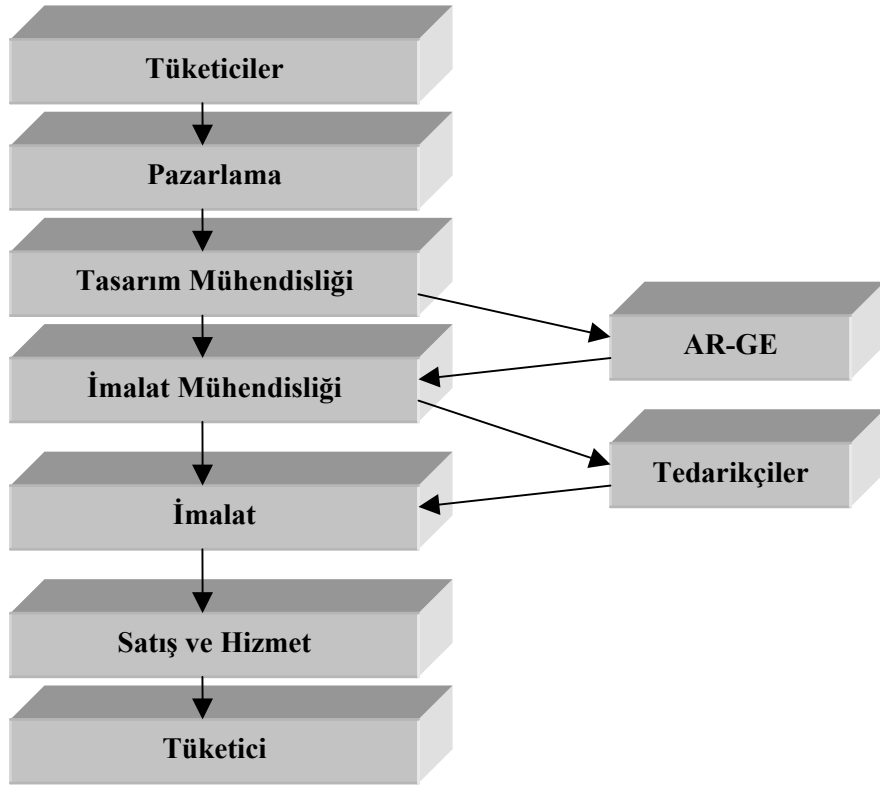 Tüketiciler
Pazarlama
Tasarım Mühendisliği
AR-GE
İmalat Mühendisliği
Tedarikçiler
İmalat
Satış ve Hizmet
Tüketici